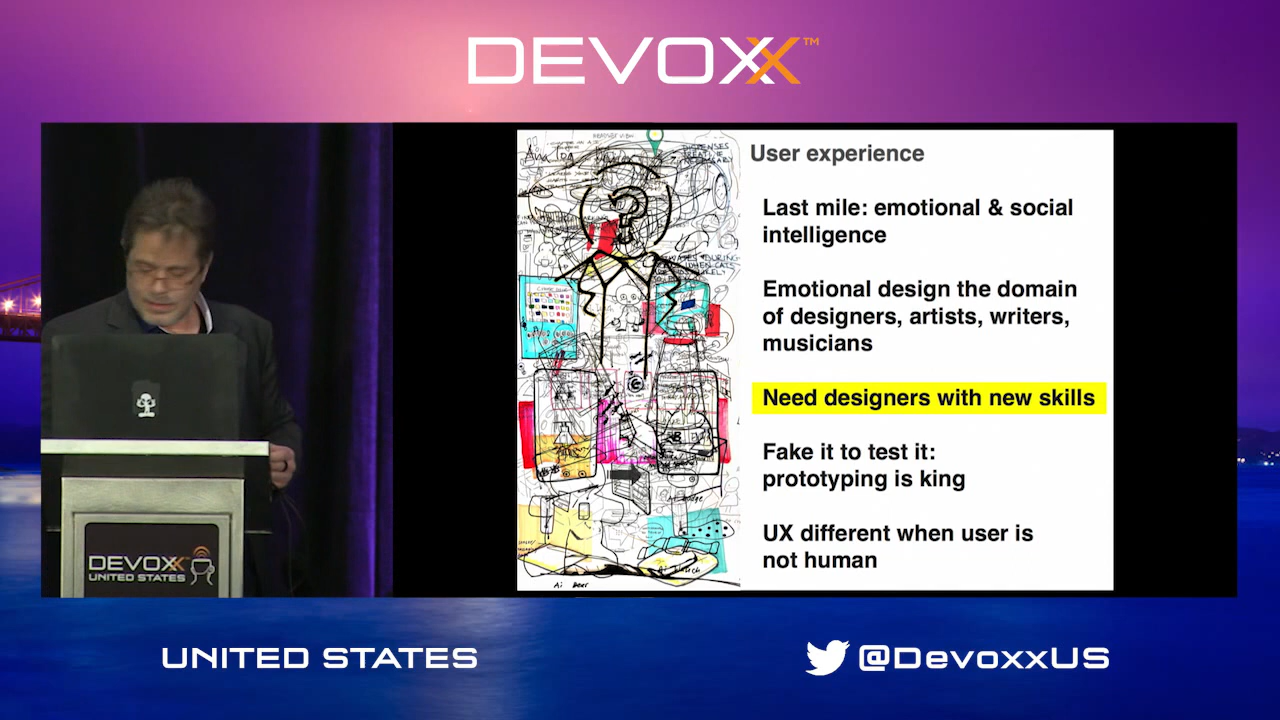 DEVOXX™
User experience
Last mile: emotional & social
intelligence
Emotional design the domain
of designers, artists, writers,
musicians
Need designers with new skills
Fake it to test it:
prototyping is king
UX different when user is
not human
DEVOXX
UNITED STATES
UNITED STATES
@DevoxxUS